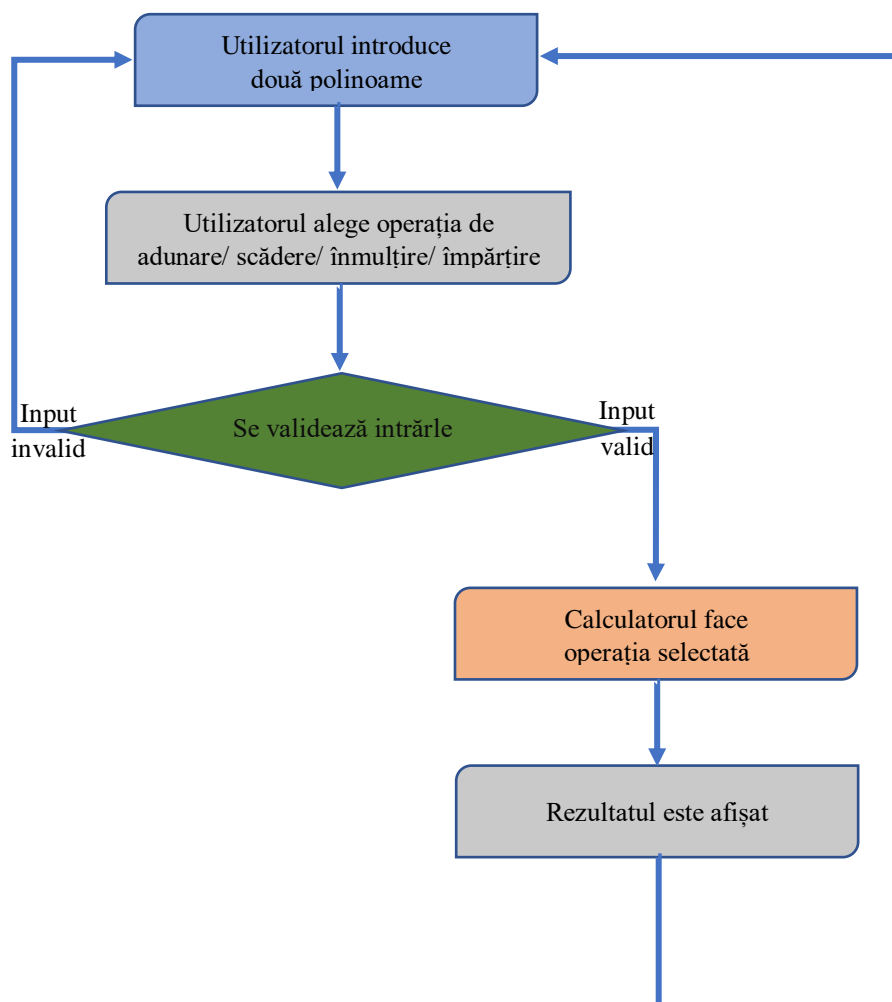 Utilizatorul introduce
două polinoame
Utilizatorul alege operația de
adunare/ scădere/ înmulțire/ împărțire
Se validează intrărle
Input
invalid
Input
valid
Calculatorul face
operația selectată
Rezultatul este afișat